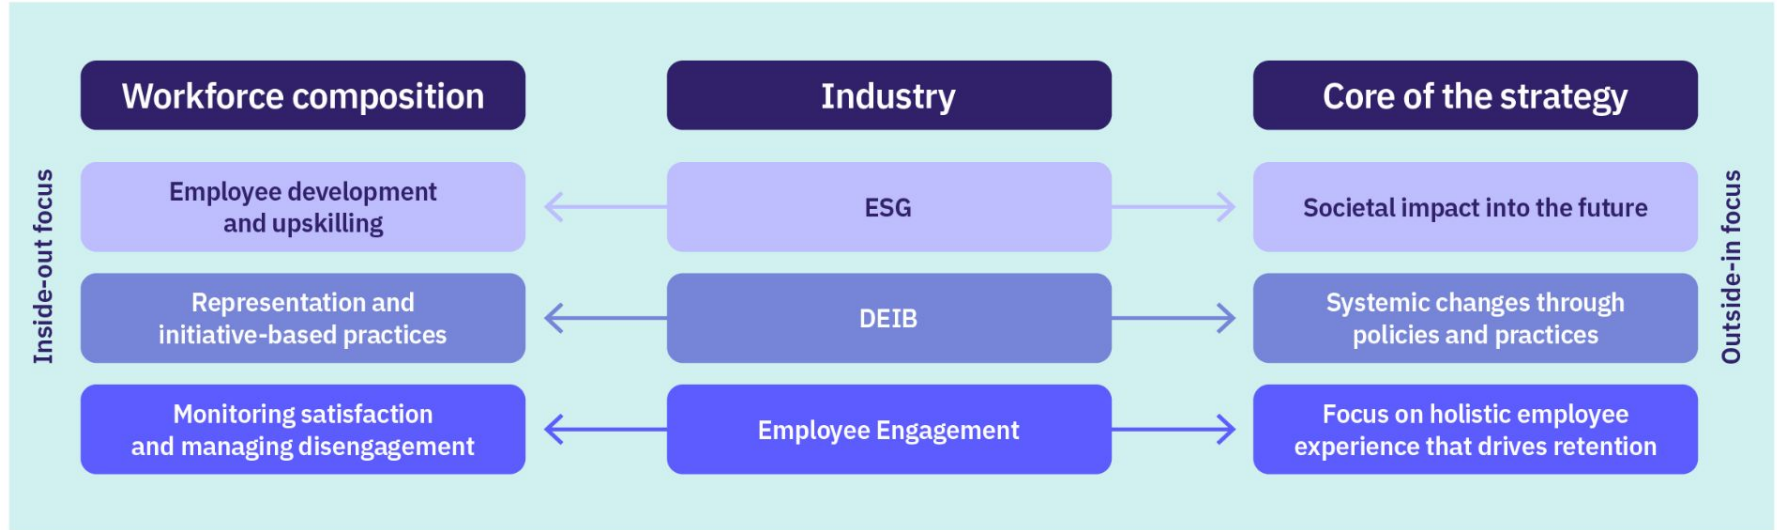 Workforce composition
Industry
Core of the strategy
Inside-out focus
Employee development
and upskilling
ESG
Societal impact into the future
Outside-in focus
Representation and
initiative-based practices
DEIB
Systemic changes through
policies and practices
Monitoring satisfaction
and managing disengagement
Employee Engagement
Focus on holistic employee
experience that drives retention